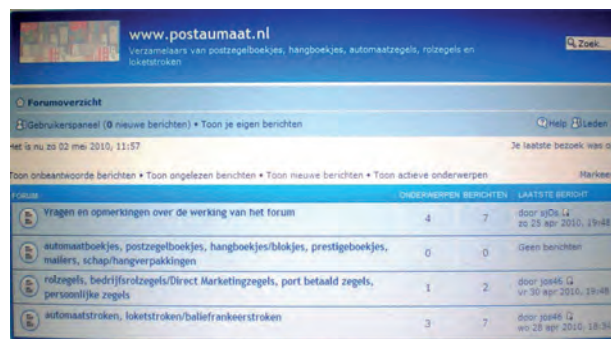 www.postaumaat.nl
Verzamelaars van postzegelboekjes, hangboekjes, automaatzegels, rolzegels en
loketstroken
Zoek...
Forumoverzicht
Gebruikerspaneel (0 nieuwe berichten) • Toon je eigen berichten
Help Leden
Het is nu zo 02 mei 2010, 11:57
Je laatste bezoek was o
Toon onbeantwoorde berichten • Toon ongelezen berichten • Toon nieuwe berichten • Toon actieve onderwerpen
Markee
FORUM ONDERWERPEN BERICHTEN LAATSTE BERICHT
Vragen en opmerkingen over de werking van het forum
4 7
door sjDs
zo 25 apr 2010, 19:48
automaatboekjes, postzegelboekjes, hangboekjes/blokjes, prestigeboekjes,
mailers, schap/hangverpakkingen
0 0
Geen berichten
rolzegels, bedrijfsrolzegels/Direct Marketingzegels, port betaald zegels,
persoonlijke zegels
1 2
door jos46
vr 30 apr 2010, 19:48
automaatstroken, loketstroken/baliefrankeerstroken
3 7
door jos46
wo 28 apr 2010, 18:34